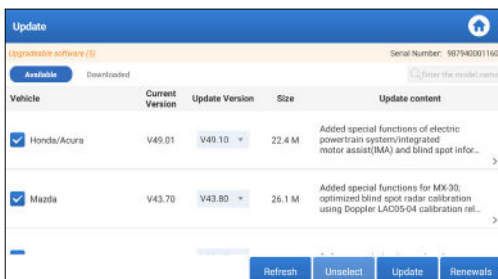 Update
Upgradeable software (5) Serial Number: 987940001160
Available Downloaded Enter the model name
Vehicle Current Version Update Version Size Update content
Honda/Acura V49.01 V49.10 22.4 M Added special functions of electric
powertrain system/integrated
motor assist(IMA) and blind spot infor...
Mazda V43.70 V43.80 26.1 M Added special functions for MX-30;
optimized blind spot radar calibration
using Doppler LAC05-04 calibration rel...
Refresh Unselect Update Renewals